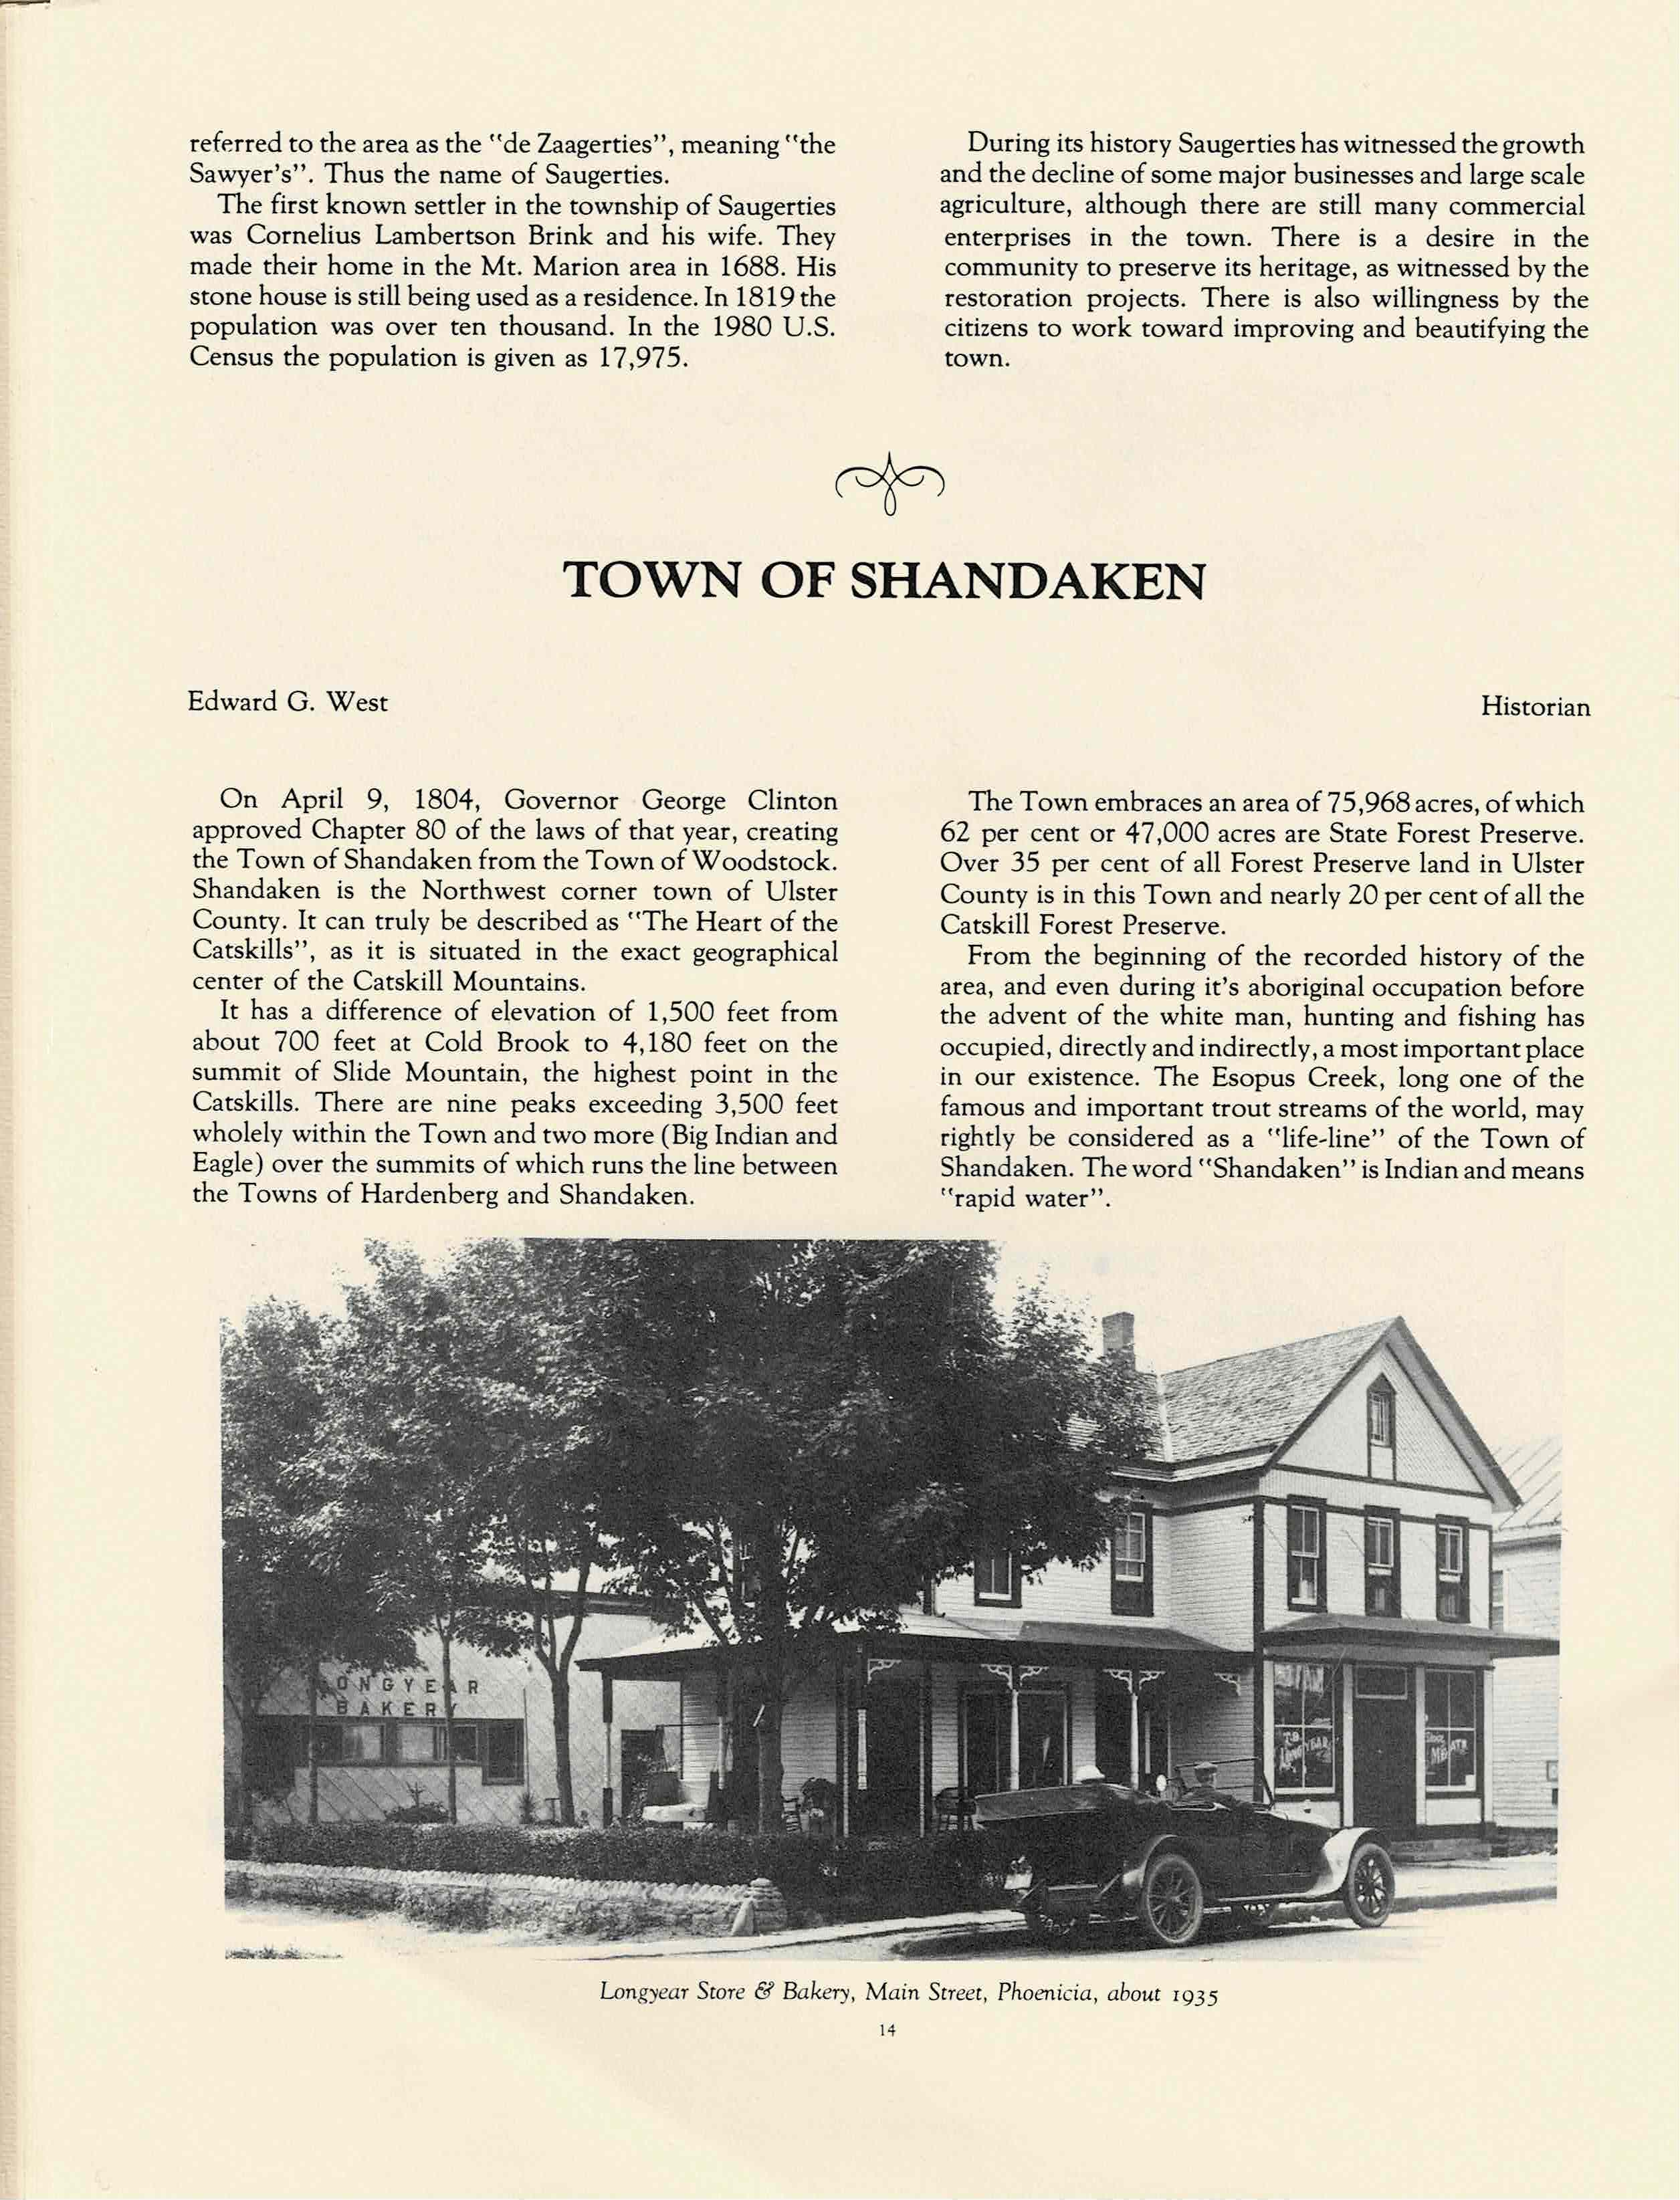 referred to the area as the "de Zaagerties", meaning "the
Sawyer's". Thus the name of Saugerties.
The first known settler in the township of Saugerties
was Cornelius Lambertson Brink and his wife. They
made their home in the Mt. Marion area in 1688. His
stone house is still being used as a residence. In 1819 the
population was over ten thousand. In the 1980 U.S.
Census the population is given as 17,975.
During its history Saugerties has witnessed the growth
and the decline of some major businesses and large scale
agriculture, although there are still many commercial
enterprises in the town. There is a desire in the
community to preserve its heritage, as witnessed by the
restoration projects. There is also willingness by the
citizens to work toward improving and beautifying the
town.
TOWN OF SHANDAKEN
Edward G. West
Historian
On April 9, 1804, Governor George Clinton
approved Chapter 80 of the laws of that year, creating
the Town of Shandaken from the Town of Woodstock.
Shandaken is the Northwest corner town of Ulster
County. It can truly be described as "The Heart of the
Catskills", as it is situated in the exact geographical
center of the Catskill Mountains.
It has a difference of elevation of 1,500 feet from
about 700 feet at Cold Brook to 4,180 feet on the
summit of Slide Mountain, the highest point in the
Catskills. There are nine peaks exceeding 3,500 feet
wholely within the Town and two more (Big Indian and
Eagle) over the summits of which runs the line between
the Towns of Hardenberg and Shandaken.
The Town embraces an area of 75,968 acres, of which
62 per cent or 47,000 acres are State Forest Preserve.
Over 35 per cent of all Forest Preserve land in Ulster
County is in this Town and nearly 20 per cent of all the
Catskill Forest Preserve.
From the beginning of the recorded history of the
area, and even during it's aboriginal occupation before
the advent of the white man, hunting and fishing has
occupied, directly and indirectly, a most important place
in our existence. The Esopus Creek, long one of the
famous and important trout streams of the world, may
rightly be considered as a "life-line" of the Town of
Shandaken. The word "Shandaken" is Indian and means
"rapid water".
LONGYEAR
BAKERY
LONGYEAR
MEATS
Longyear Store & Bakery, Main Street, Phoenicia, about 1935
14